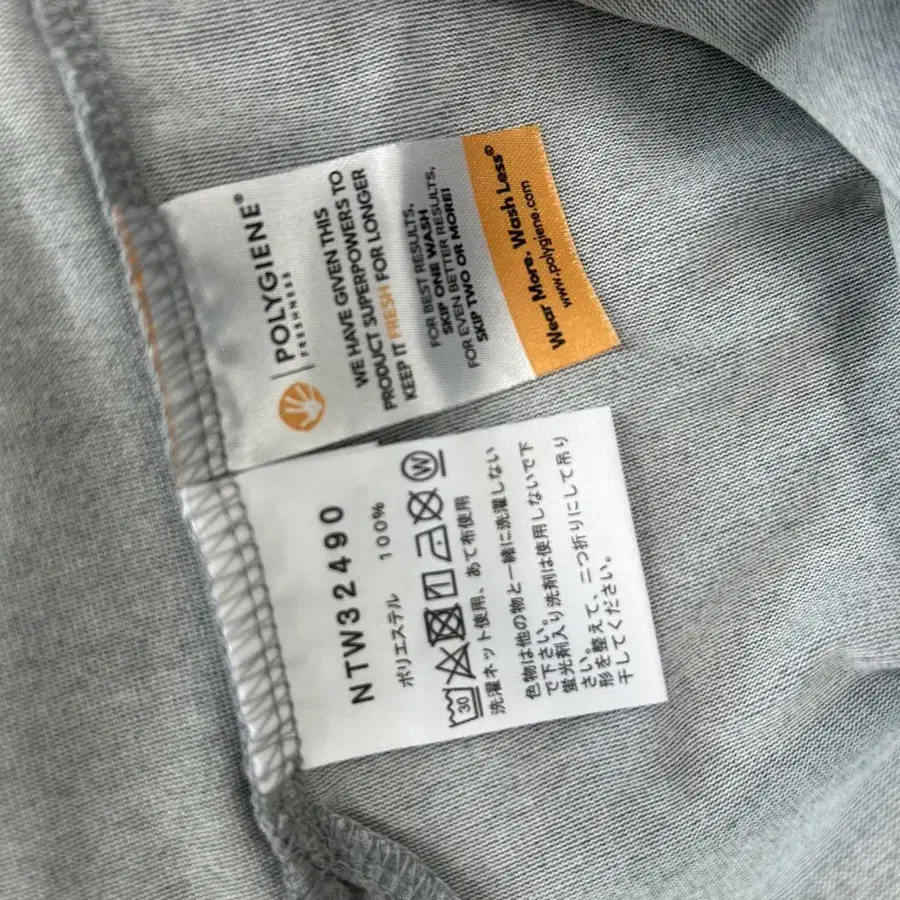 POLYGIENE®
FRESHNESS
WE HAVE GIVEN THIS
PRODUCT SUPERPOWERS TO
KEEP IT FRESH FOR LONGER
FOR BEST RESULTS,
SKIP ONE WASH
FOR EVEN BETTER RESULTS,
SKIP TWO OR MORE!
Wear More. Wash Less®
www.polygiene.com
NTW32490
ポリエステル 100%
30
W
洗濯ネット使用、あて布使用
色物は他の物と一緒に洗濯しない
で下さい。
蛍光剤入り洗剤は使用しないで下
さい。
形を整えて、二つ折りにして吊り
干してください。